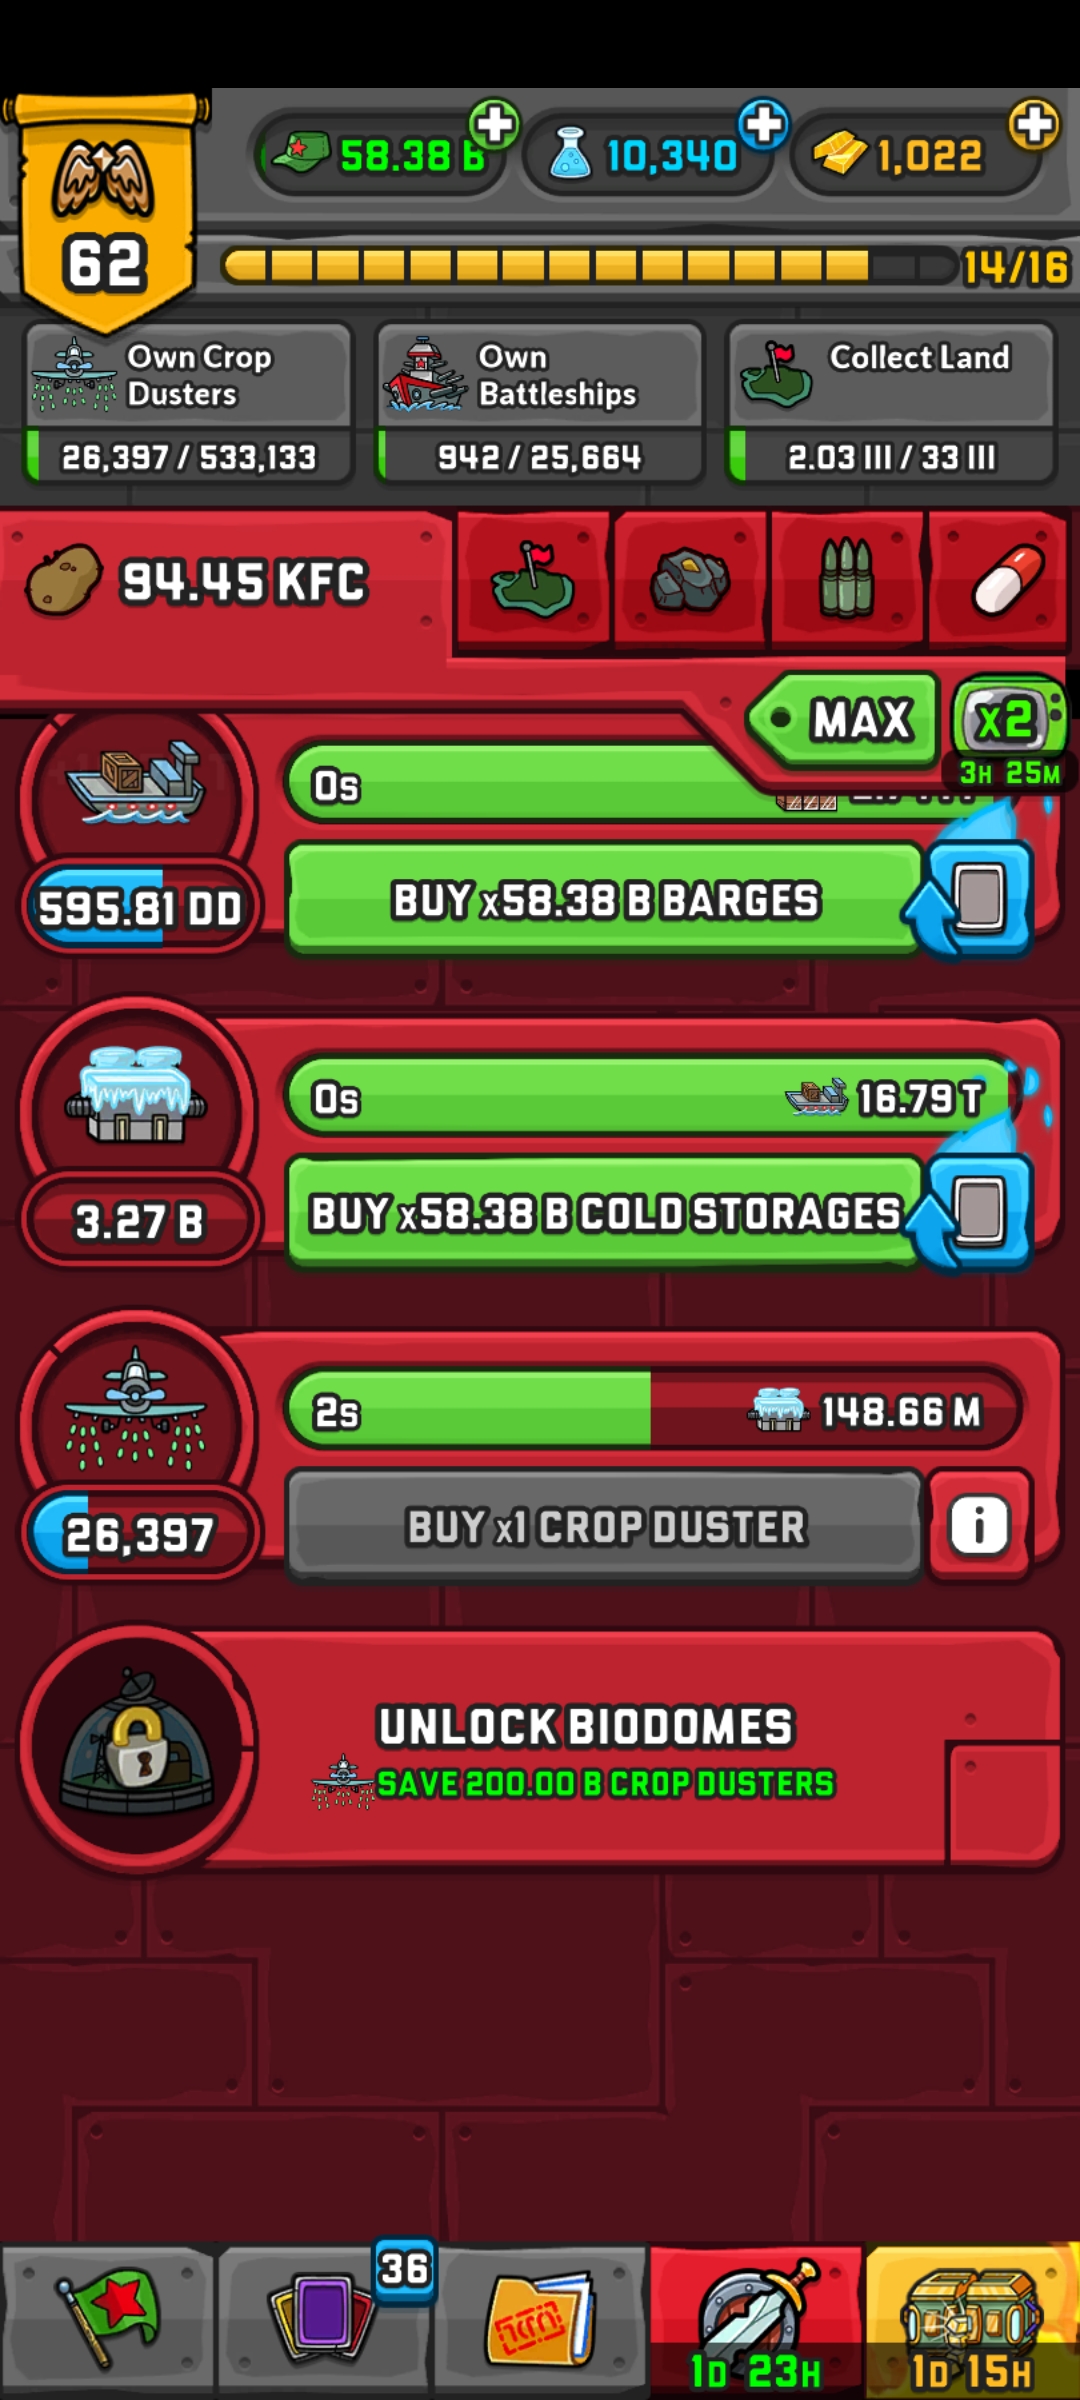 58.38 B
10,340
1,022
62
14/16
Own Crop
Dusters
26,397 / 533,133
Own
Battleships
942 / 25,664
Collect Land
2.03 III / 33 III
94.45 KFC
MAX
x2
3H 25M
0s
595.81 DD
BUY x58.38 B BARGES
0s
16.79 T
3.27 B
BUY x58.38 B COLD STORAGES
2s
148.66 M
26,397
BUY x1 CROP DUSTER
i
UNLOCK BIODOMES
SAVE 200.00 B CROP DUSTERS
36
1D 23H
1D 15H